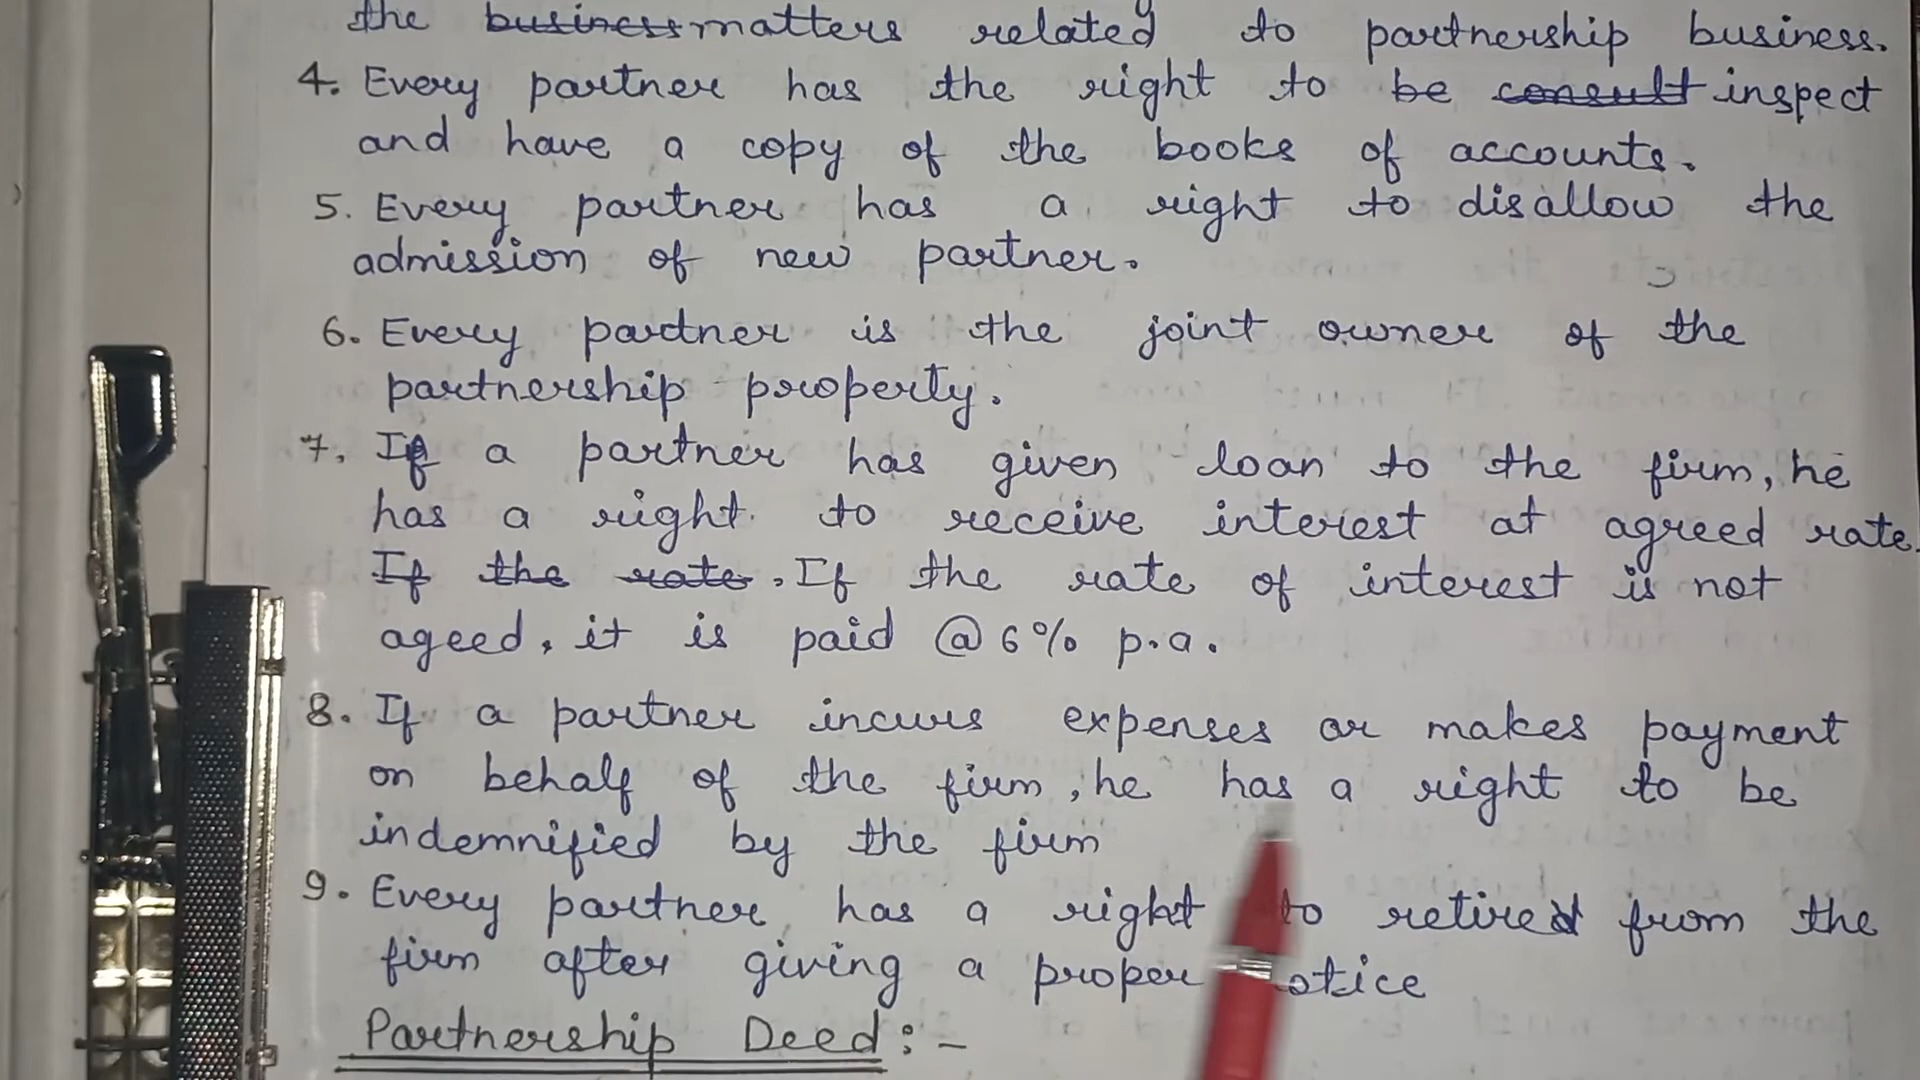 the business matters related to partnership business.
4. Every partner has the right to be consult inspect
and have a copy of the books of accounts.
5. Every partner has a right to disallow the
admission of new partner.
6. Every partner is the joint owner of the
partnership property.
7. If a partner has given loan to the firm, he
has a right to receive interest at agreed rate.
If the rate. If the rate of interest is not
ageed, it is paid @ 6% p.a.
8. If a partner incurs expenses or makes payment
on behalf of the firm, he has a right to be
indemnified by the firm
9. Every partner has a right to retired from the
firm after giving a proper otice
Partnership Deed:-